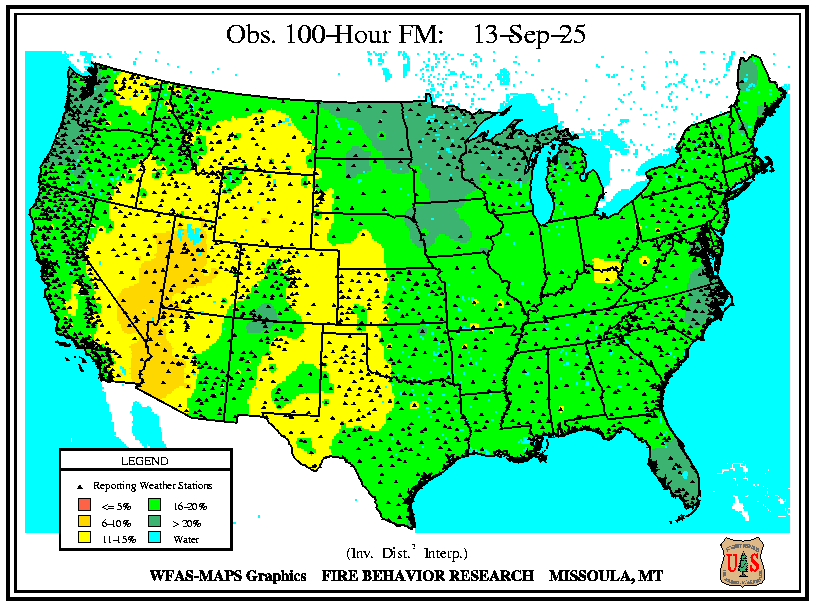 Obs. 100-Hour FM: 13-Sep-25
LEGEND
Reporting Weather Stations
<= 5% 16-20%
6-10% > 20%
11-15% Water
(Inv. Dist.² Interp.)
WFAS-MAPS Graphics FIRE BEHAVIOR RESEARCH MISSOULA, MT
U S